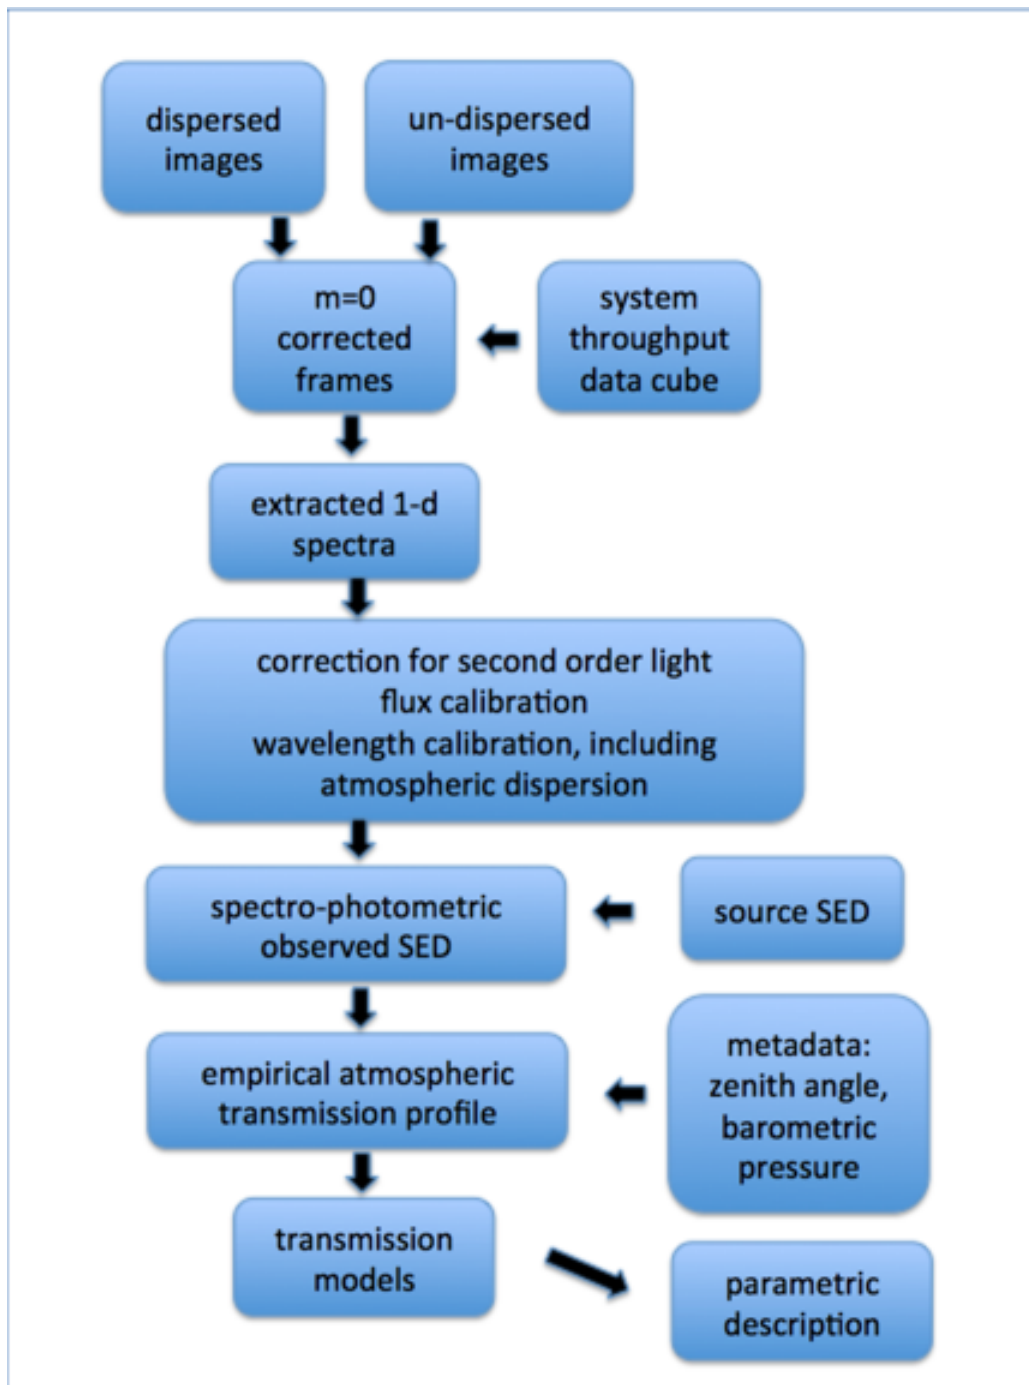 dispersed
images
un-dispersed
images
m=0
corrected
frames
system
throughput
data cube
extracted 1-d
spectra
correction for second order light
flux calibration
wavelength calibration, including
atmospheric dispersion
spectro-photometric
observed SED
source SED
empirical atmospheric
transmission profile
metadata:
zenith angle,
barometric
pressure
transmission
models
parametric
description